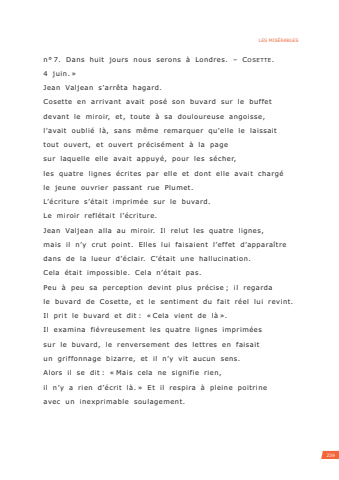 LES MISÉRABLES
n° 7. Dans huit jours nous serons à Londres. – COSETTE.
4 juin. »
Jean Valjean s’arrêta hagard.
Cosette en arrivant avait posé son buvard sur le buffet
devant le miroir, et, toute à sa douloureuse angoisse,
l’avait oublié là, sans même remarquer qu’elle le laissait
tout ouvert, et ouvert précisément à la page
sur laquelle elle avait appuyé, pour les sécher,
les quatre lignes écrites par elle et dont elle avait chargé
le jeune ouvrier passant rue Plumet.
L’écriture s’était imprimée sur le buvard.
Le miroir reflétait l’écriture.
Jean Valjean alla au miroir. Il relut les quatre lignes,
mais il n’y crut point. Elles lui faisaient l’effet d’apparaître
dans de la lueur d’éclair. C’était une hallucination.
Cela était impossible. Cela n’était pas.
Peu à peu sa perception devint plus précise ; il regarda
le buvard de Cosette, et le sentiment du fait réel lui revint.
Il prit le buvard et dit : « Cela vient de là ».
Il examina fiévreusement les quatre lignes imprimées
sur le buvard, le renversement des lettres en faisait
un griffonnage bizarre, et il n’y vit aucun sens.
Alors il se dit : « Mais cela ne signifie rien,
il n’y a rien d’écrit là. » Et il respira à pleine poitrine
avec un inexprimable soulagement.